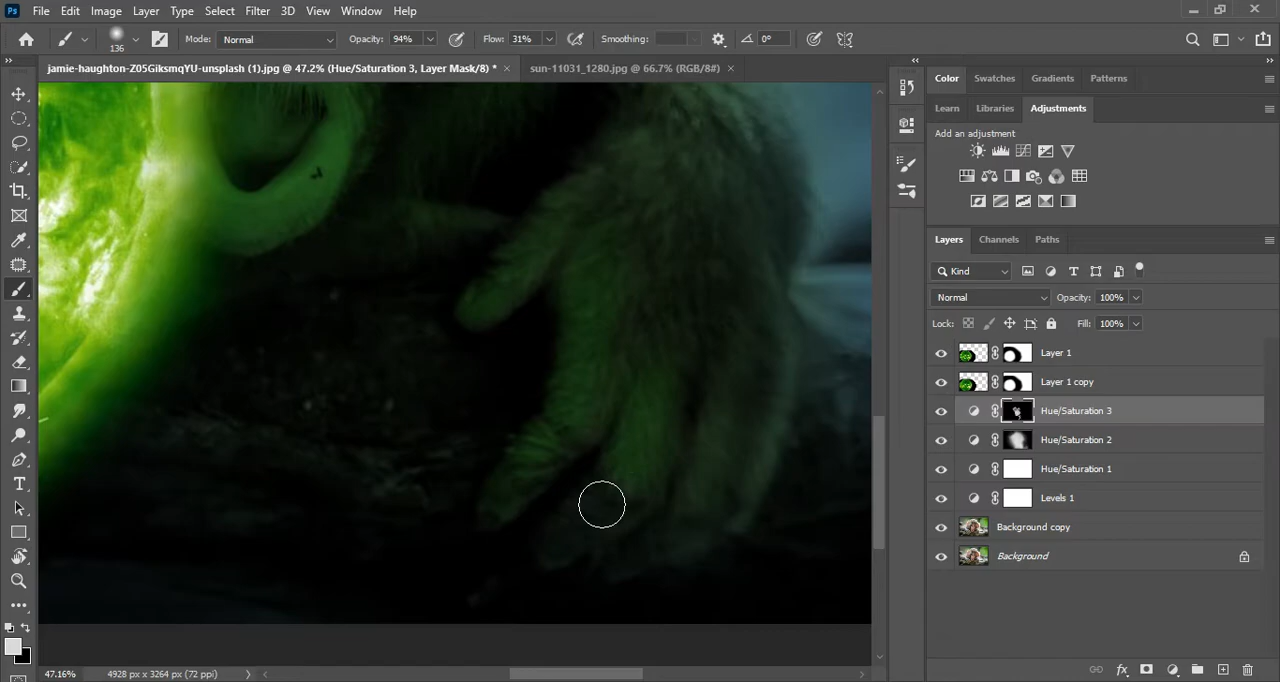 Ps File Edit Image Layer Type Select Filter 3D View Window Help
136 Mode: Normal Opacity: 94% Flow: 31% Smoothing: 0°
jamie-haughton-Z05GiksmqYU-unsplash (1).jpg @ 47.2% (Hue/Saturation 3, Layer Mask/8) * × sun-11031_1280.jpg @ 66.7% (RGB/8#) ×
Color Swatches Gradients Patterns
Learn Libraries Adjustments
Add an adjustment
Layers Channels Paths
Kind
Normal Opacity: 100%
Lock: Fill: 100%
Layer 1
Layer 1 copy
Hue/Saturation 3
Hue/Saturation 2
Hue/Saturation 1
Levels 1
Background copy
Background
47.16% 4928 px x 3264 px (72 ppi)